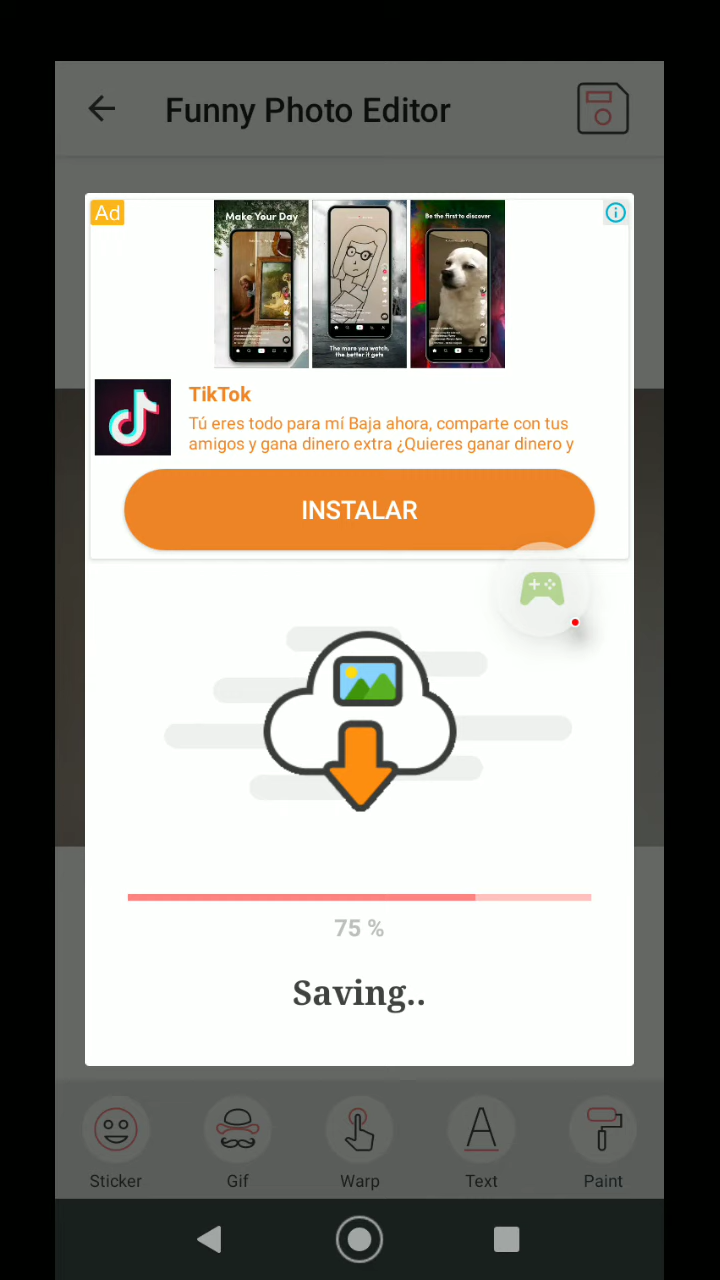 Funny Photo Editor
Ad
Make Your Day
Be the first to discover
The more you watch,
the better it gets
TikTok
Tú eres todo para mí Baja ahora, comparte con tus
amigos y gana dinero extra ¿Quieres ganar dinero y
INSTALAR
75 %
Saving..
Sticker
Gif
Warp
Text
Paint